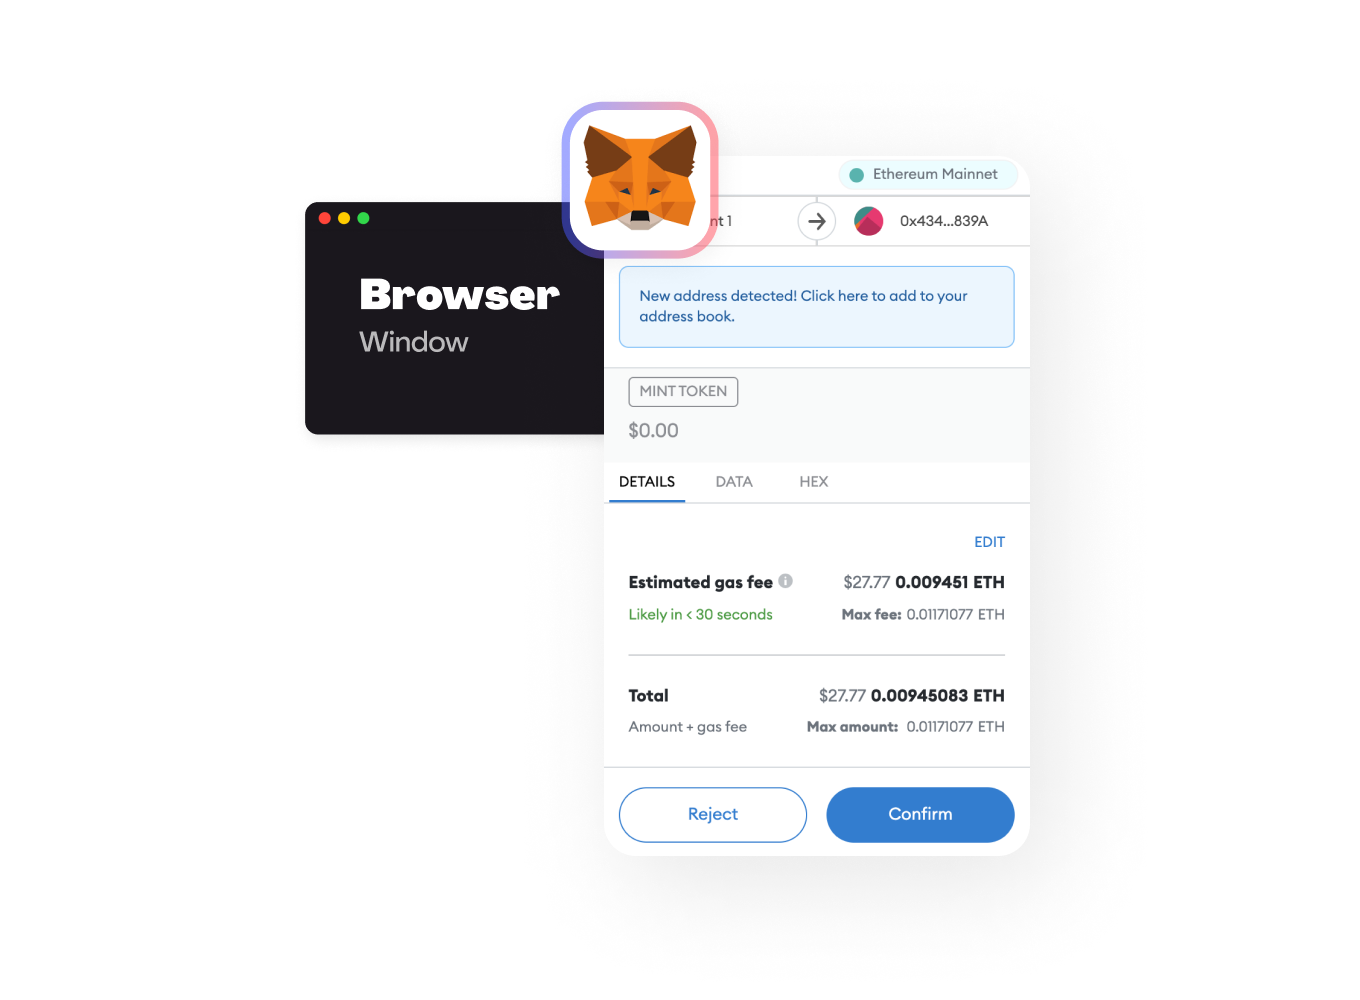 Browser
Window
Ethereum Mainnet
nt 1
0x434...839A
New address detected! Click here to add to your
address book.
MINT TOKEN
$0.00
DETAILS DATA HEX
EDIT
Estimated gas fee $27.77 0.009451 ETH
Likely in < 30 seconds Max fee: 0.01171077 ETH
Total $27.77 0.00945083 ETH
Amount + gas fee Max amount: 0.01171077 ETH
Reject Confirm